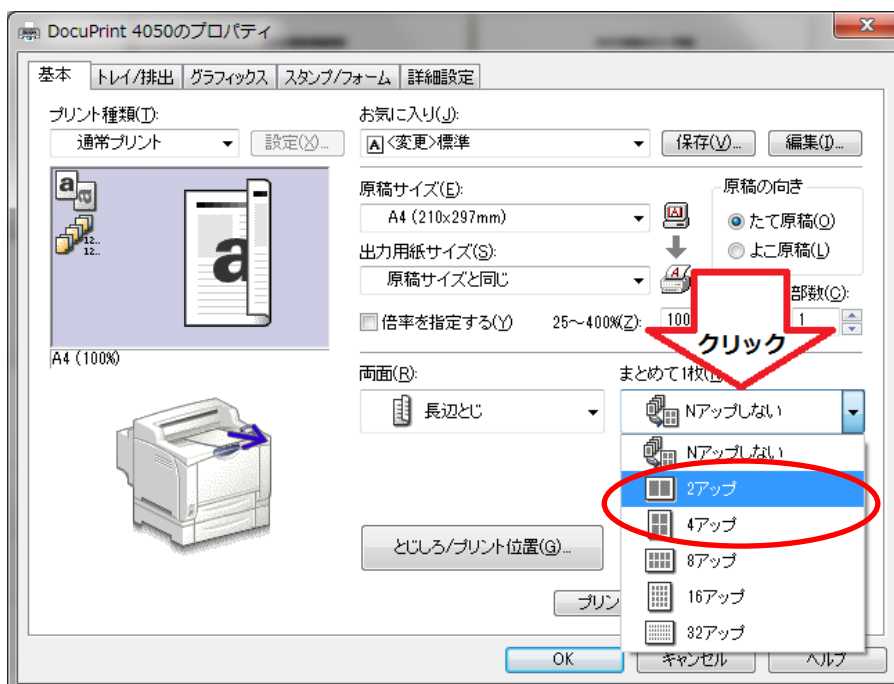 DocuPrint 4050のプロパティ
基本 トレイ/排出 グラフィックス スタンプ/フォーム 詳細設定
プリント種類(T):
通常プリント 設定(X)...
お気に入り(J):
<変更>標準 保存(V)... 編集(I)...
原稿サイズ(E):
A4 (210x297mm)
原稿の向き
たて原稿(O)
よこ原稿(L)
出力用紙サイズ(S):
原稿サイズと同じ
部数(C):
倍率を指定する(Y) 25～400%(Z): 100 1
クリック
A4 (100%)
両面(R): まとめて1枚
長辺とじ Nアップしない
Nアップしない
2アップ
4アップ
8アップ
16アップ
32アップ
とじしろ/プリント位置(G)...
プリン
OK キャンセル ヘルプ
a
a
12..
12..